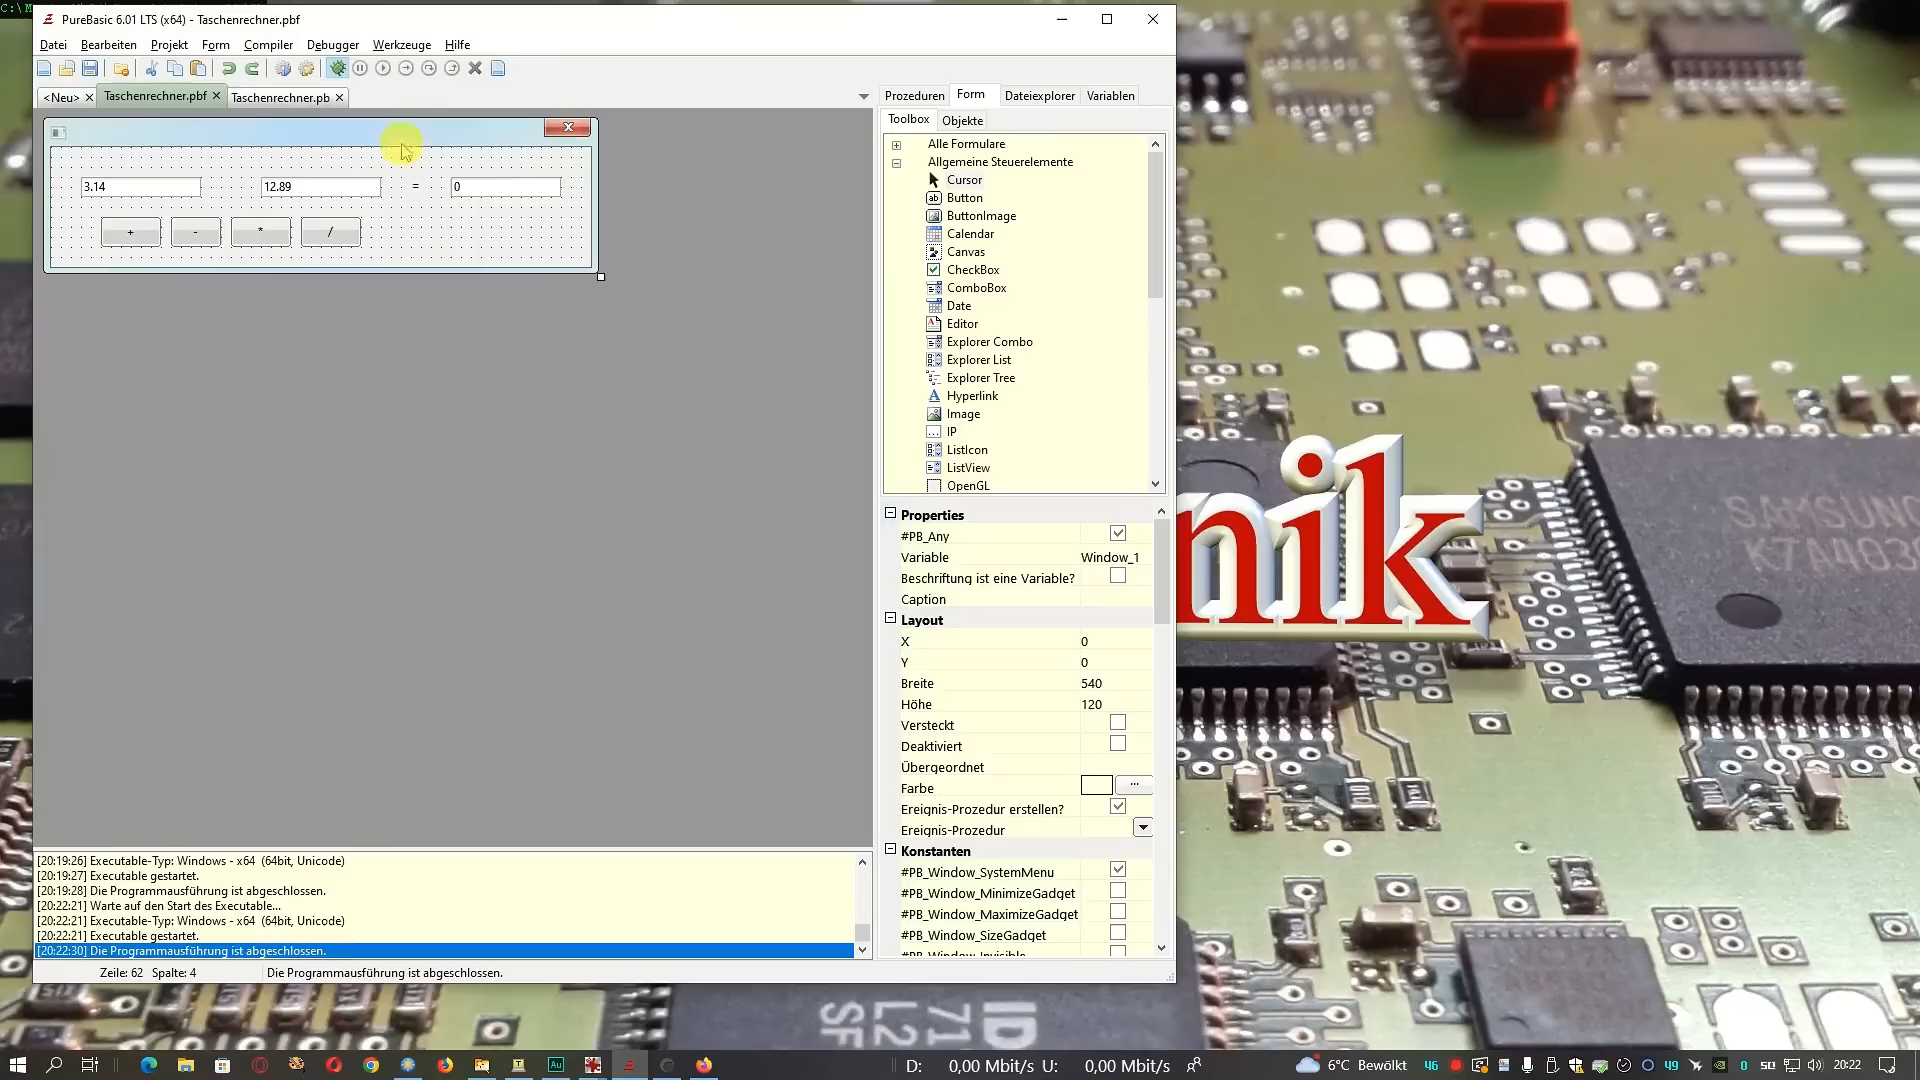 C:\M
PureBasic 6.01 LTS (x64) - Taschenrechner.pbf
Datei Bearbeiten Projekt Form Compiler Debugger Werkzeuge Hilfe
<Neu> Taschenrechner.pbf Taschenrechner.pb
Prozeduren Form Dateiexplorer Variablen
Toolbox Objekte
3.14 12.89 = 0
+ - * /
Alle Formulare
Allgemeine Steuerelemente
Cursor
Button
ButtonImage
Calendar
Canvas
CheckBox
ComboBox
Date
Editor
Explorer Combo
Explorer List
Explorer Tree
Hyperlink
Image
IP
ListIcon
ListView
OpenGL
Properties
#PB_Any
Variable Window_1
Beschriftung ist eine Variable?
Caption
Layout
X 0
Y 0
Breite 540
Höhe 120
Versteckt
Deaktiviert
Übergeordnet
Farbe ...
Ereignis-Prozedur erstellen?
Ereignis-Prozedur
Konstanten
#PB_Window_SystemMenu
#PB_Window_MinimizeGadget
#PB_Window_MaximizeGadget
#PB_Window_SizeGadget
#PB_Window_Invisible
[20:19:26] Executable-Typ: Windows - x64 (64bit, Unicode)
[20:19:27] Executable gestartet.
[20:19:28] Die Programmausführung ist abgeschlossen.
[20:22:21] Warte auf den Start des Executable...
[20:22:21] Executable-Typ: Windows - x64 (64bit, Unicode)
[20:22:21] Executable gestartet.
[20:22:30] Die Programmausführung ist abgeschlossen.
Zeile: 62 Spalte: 4 Die Programmausführung ist abgeschlossen.
nik
SAMSUNG
D: 0,00 Mbit/s U: 0,00 Mbit/s
6°C Bewölkt 46 49 0 50 20:22